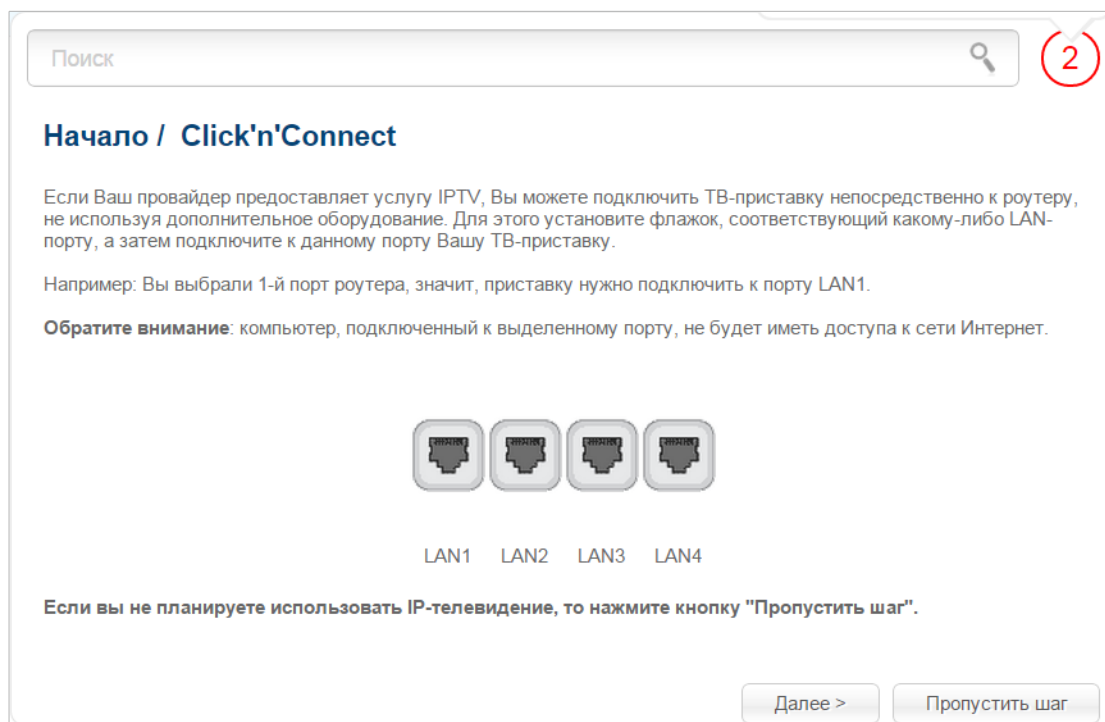 Поиск
2
Начало / Click'n'Connect
Если Ваш провайдер предоставляет услугу IPTV, Вы можете подключить ТВ-приставку непосредственно к роутеру,
не используя дополнительное оборудование. Для этого установите флажок, соответствующий какому-либо LAN-
порту, а затем подключите к данному порту Вашу ТВ-приставку.
Например: Вы выбрали 1-й порт роутера, значит, приставку нужно подключить к порту LAN1.
Обратите внимание: компьютер, подключенный к выделенному порту, не будет иметь доступа к сети Интернет.
LAN1 LAN2 LAN3 LAN4
Если вы не планируете использовать IP-телевидение, то нажмите кнопку "Пропустить шаг".
Далее > Пропустить шаг